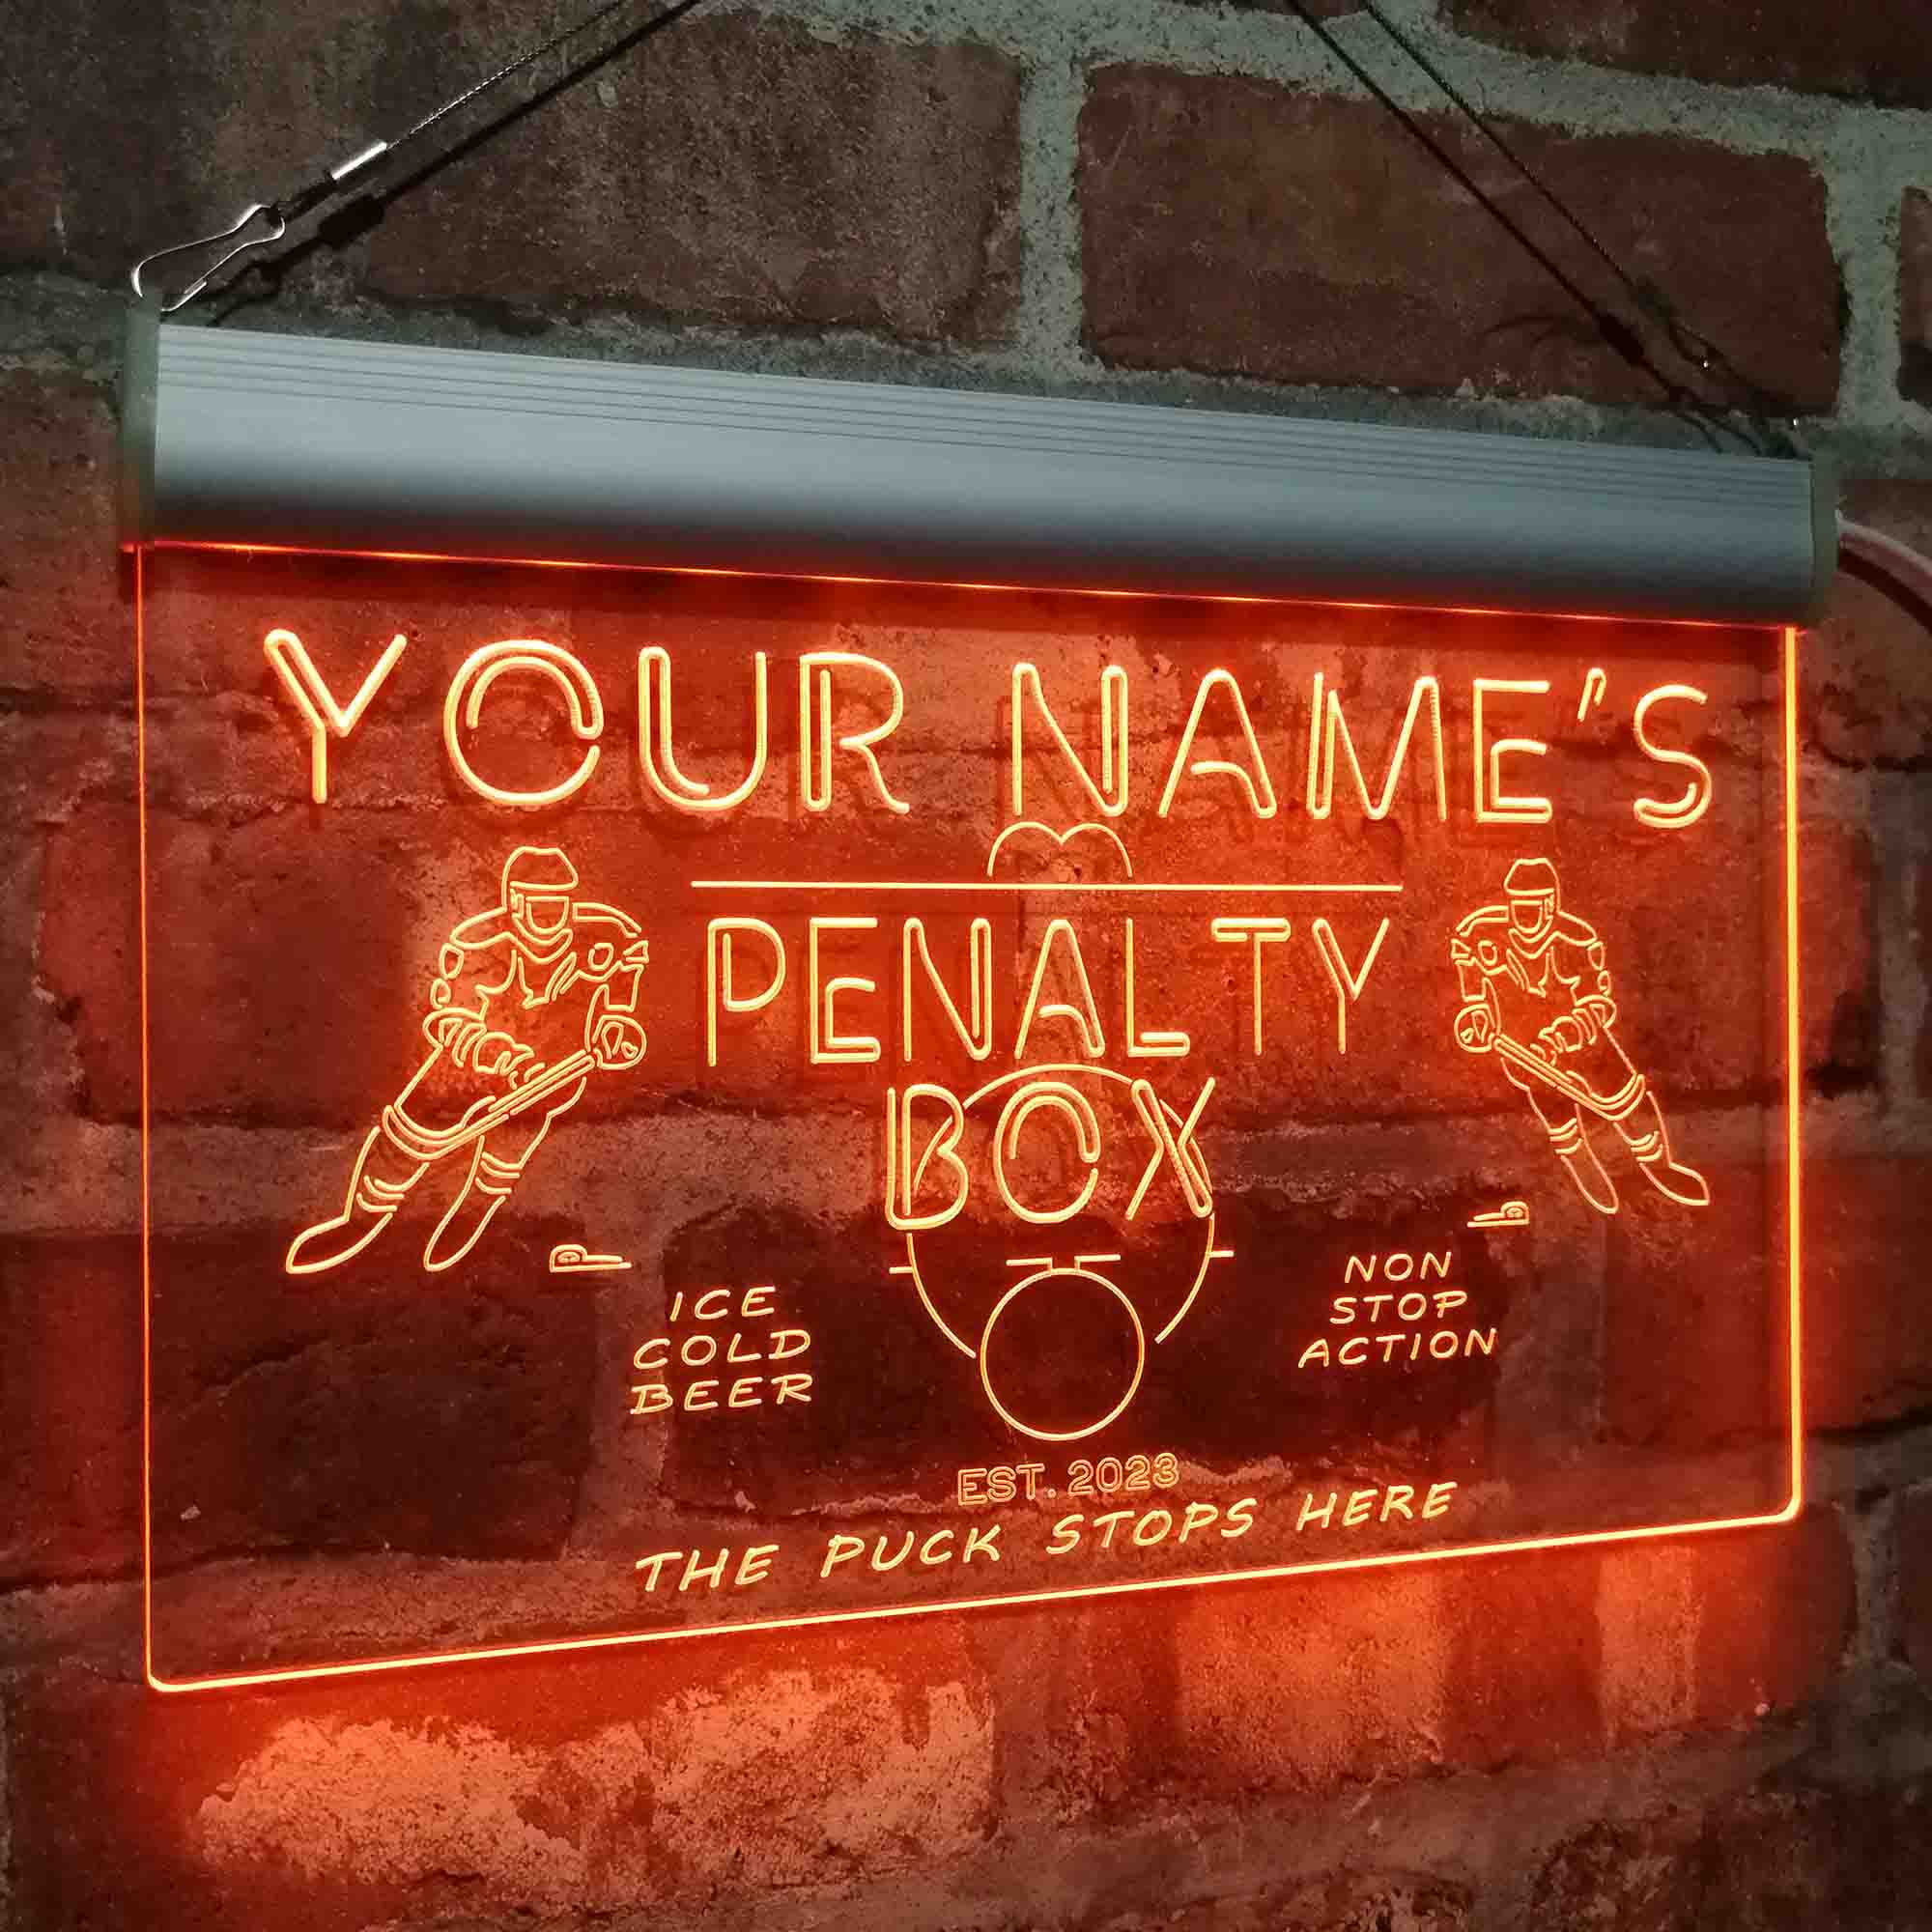 YOUR NAME'S
PENALTY
BOX
ICE
COLD
BEER
NON
STOP
ACTION
EST. 2023
THE PUCK STOPS HERE